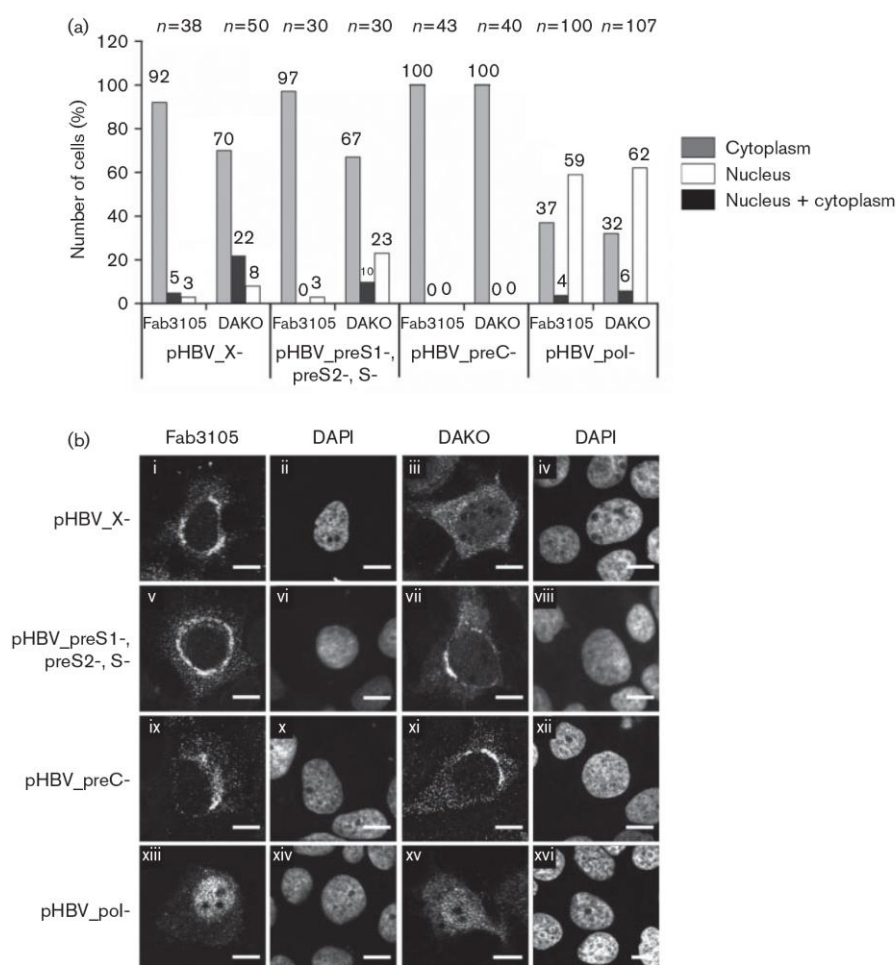 (a) n=38 n=50 n=30 n=30 n=43 n=40 n=100 n=107
120
100
80
60
40
20
0
Number of cells (%)
92 5 3 70 22 8 97 0 3 67 10 23 100 0 0 100 0 0 37 4 59 32 6 62
Cytoplasm
Nucleus
Nucleus + cytoplasm
Fab3105 DAKO Fab3105 DAKO Fab3105 DAKO Fab3105 DAKO
pHBV_X- pHBV_preS1-, pHBV_preC- pHBV_pol-
preS2-, S-
(b) Fab3105 DAPI DAKO DAPI
pHBV_X- i ii iii iv
pHBV_preS1-,
preS2-, S-
v vi vii viii
pHBV_preC- ix x xi xii
pHBV_pol- xiii xiv xv xvi